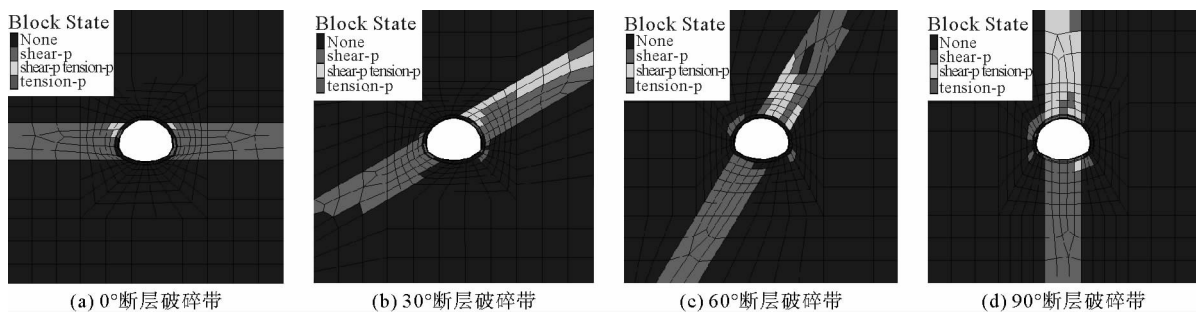 Block State
None
shear-p
shear-p tension-p
tension-p
(a) 0°断层破碎带
Block State
None
shear-p
shear-p tension-p
tension-p
(b) 30°断层破碎带
Block State
None
shear-p
shear-p tension-p
tension-p
(c) 60°断层破碎带
Block State
None
shear-p
shear-p tension-p
tension-p
(d) 90°断层破碎带